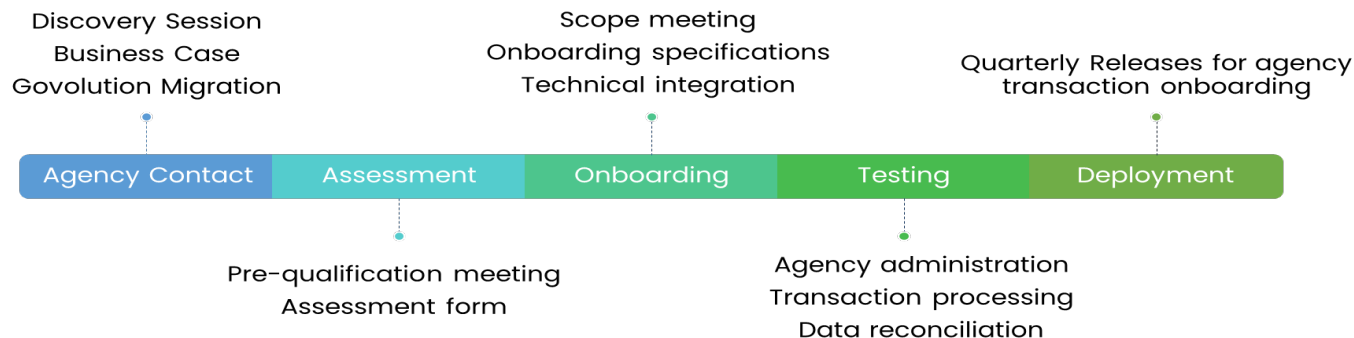 Discovery Session
Business Case
Govolution Migration
Scope meeting
Onboarding specifications
Technical integration
Quarterly Releases for agency
transaction onboarding
Agency Contact
Assessment
Onboarding
Testing
Deployment
Pre-qualification meeting
Assessment form
Agency administration
Transaction processing
Data reconciliation